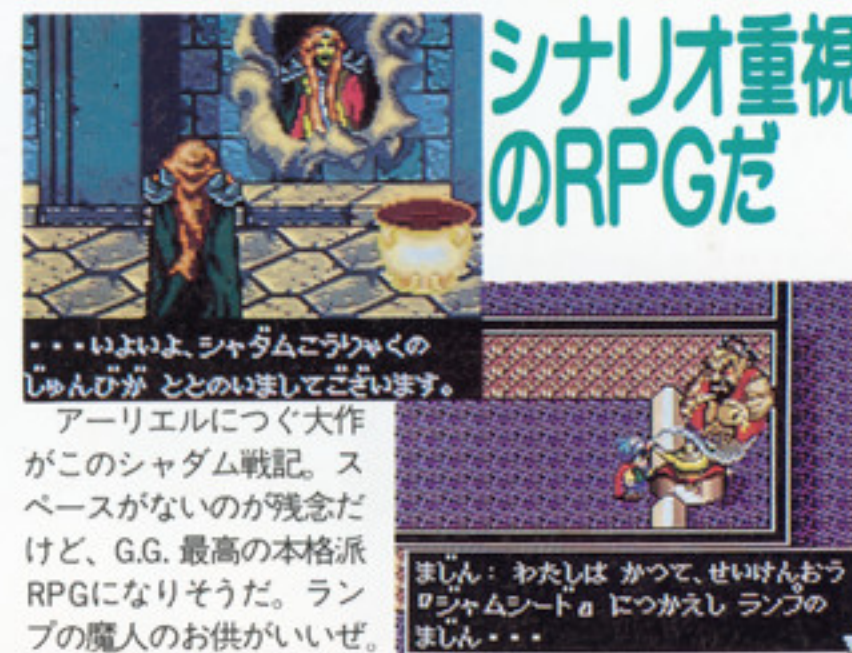 シナリオ重視
のRPGだ
・・・いよいよ、シャダムこうりゃくの
じゅんびが ととのいましてございます。
アーリエルにつぐ大作
がこのシャダム戦記。ス
ペースがないのが残念だ
けど、G.G. 最高の本格派
RPGになりそうだ。ラン
プの魔人のお供がいいぜ。
まじん： わたしは かつて、せいけんおう
『ジャムシード』 につかえし ランプの
まじん・・・